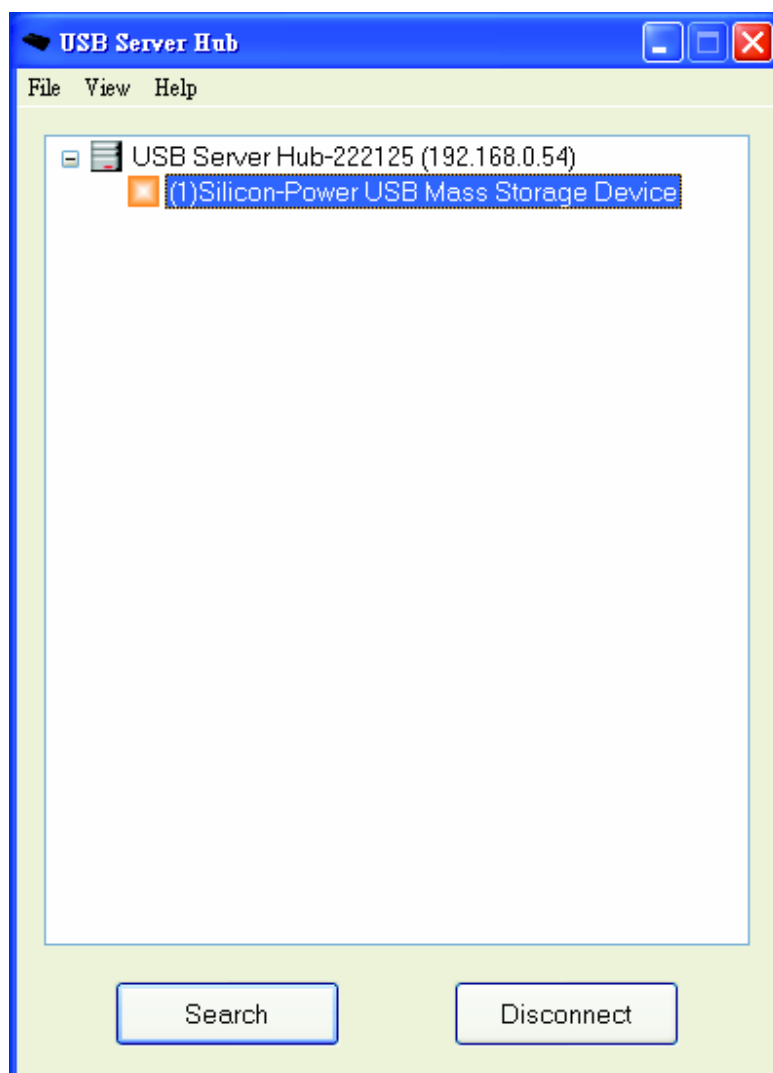 USB Server Hub
File View Help
USB Server Hub-222125 (192.168.0.54)
(1)Silicon-Power USB Mass Storage Device
Search Disconnect